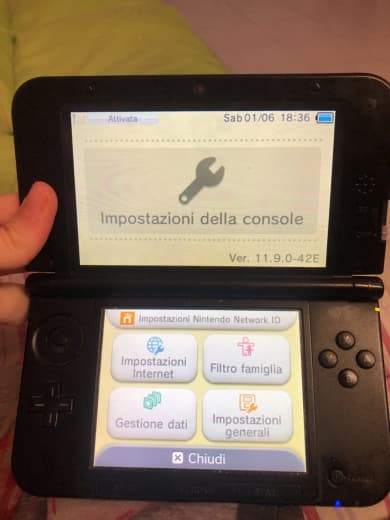 Attivata
Sab 01/06 18:36
Impostazioni della console
Ver. 11.9.0-42E
Impostazioni Nintendo Network ID
Impostazioni
Internet
Filtro famiglia
Gestione dati
Impostazioni
generali
X Chiudi